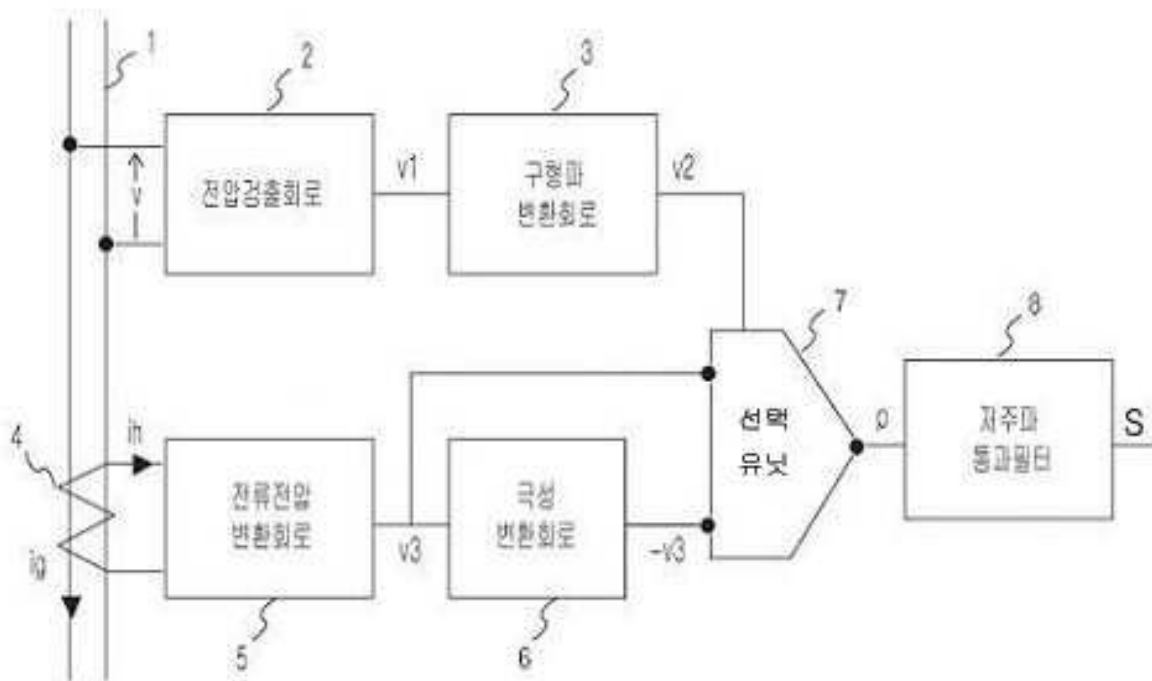 1
2
3
전압검출회로
v
v1
구형파
변환회로
v2
7
8
선택
유닛
ρ
저주파
통과필터
S
4
ih
ig
전류전압
변환회로
v3
극성
변환회로
-v3
5
6